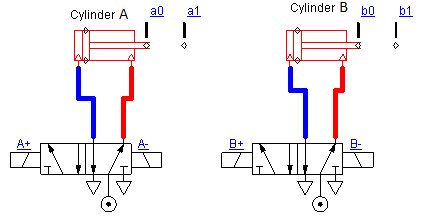 Cylinder A a0 a1
Cylinder B b0 b1
A+ A- B+ B-